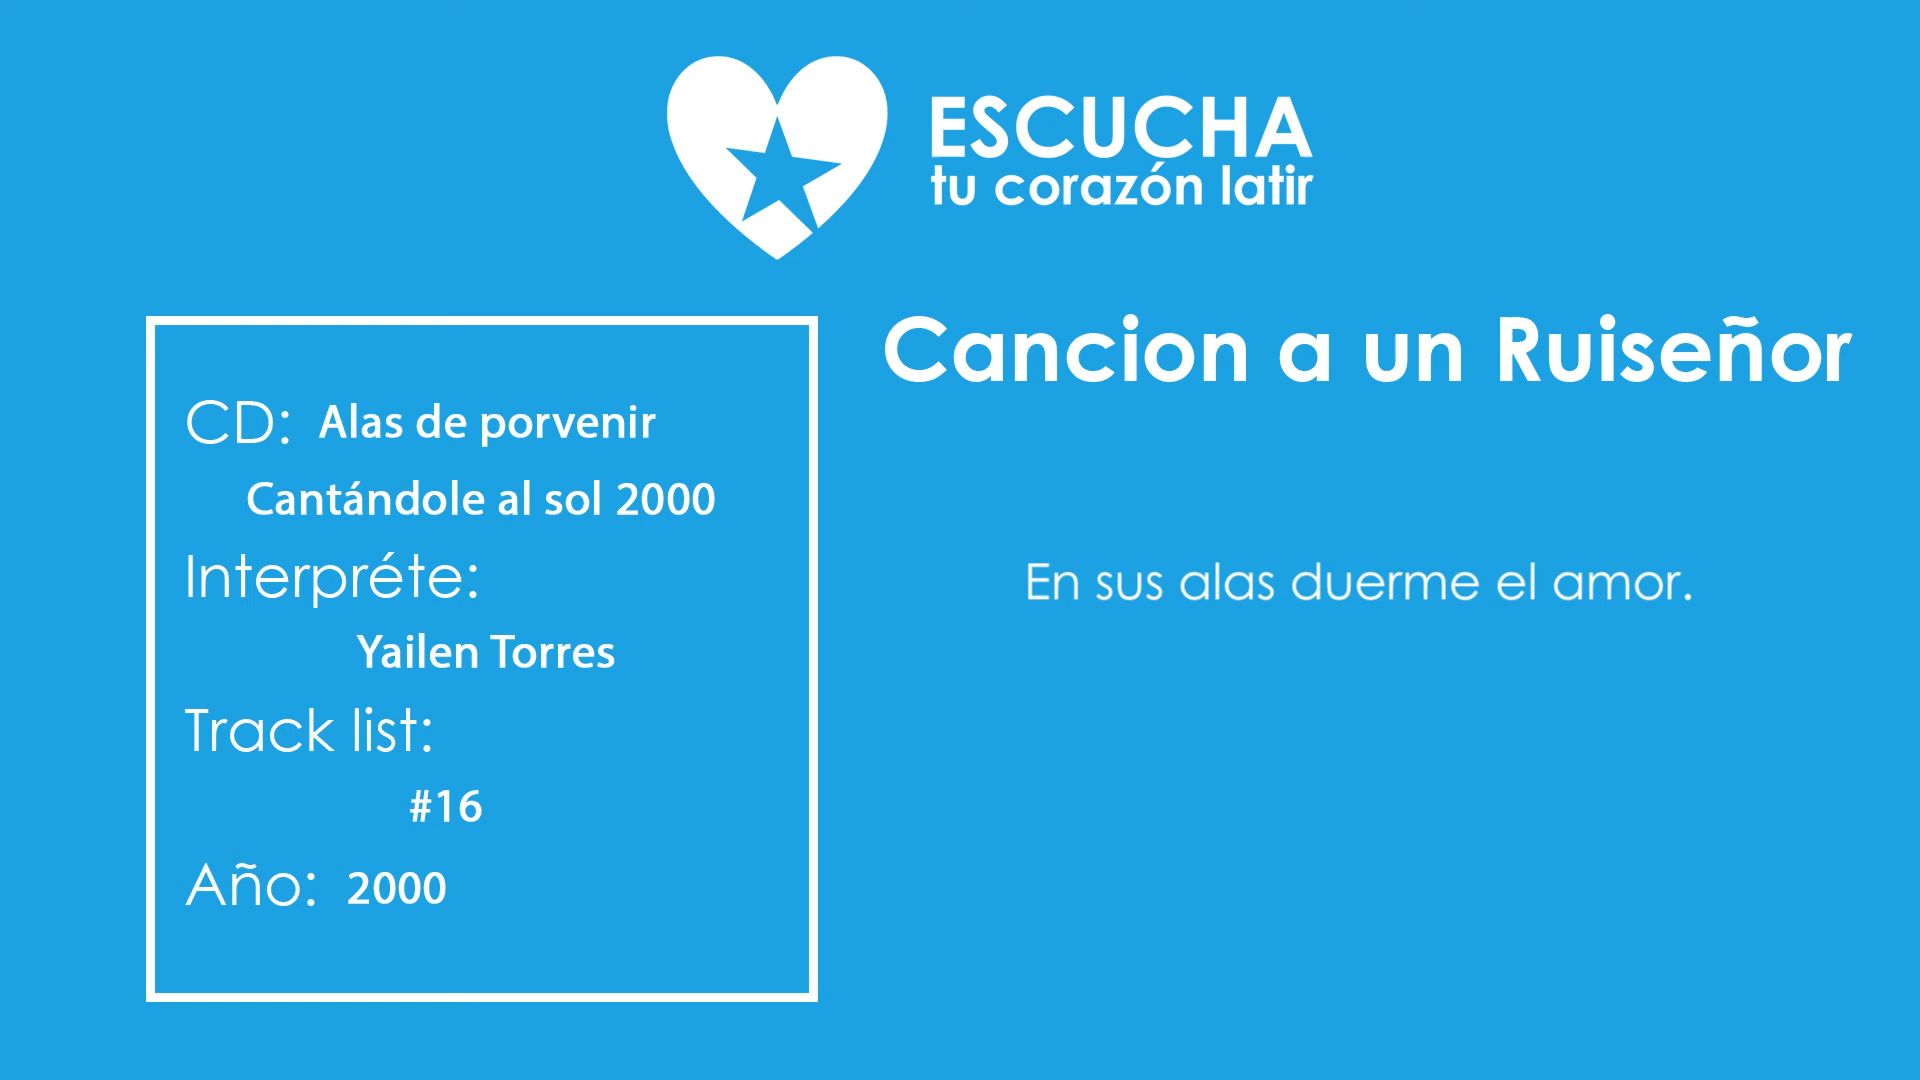 ESCUCHA
tu corazón latir
Cancion a un Ruiseñor
CD: Alas de porvenir
Cantándole al sol 2000
Interpréte:
Yailen Torres
Track list:
#16
Año: 2000
En sus alas duerme el amor.